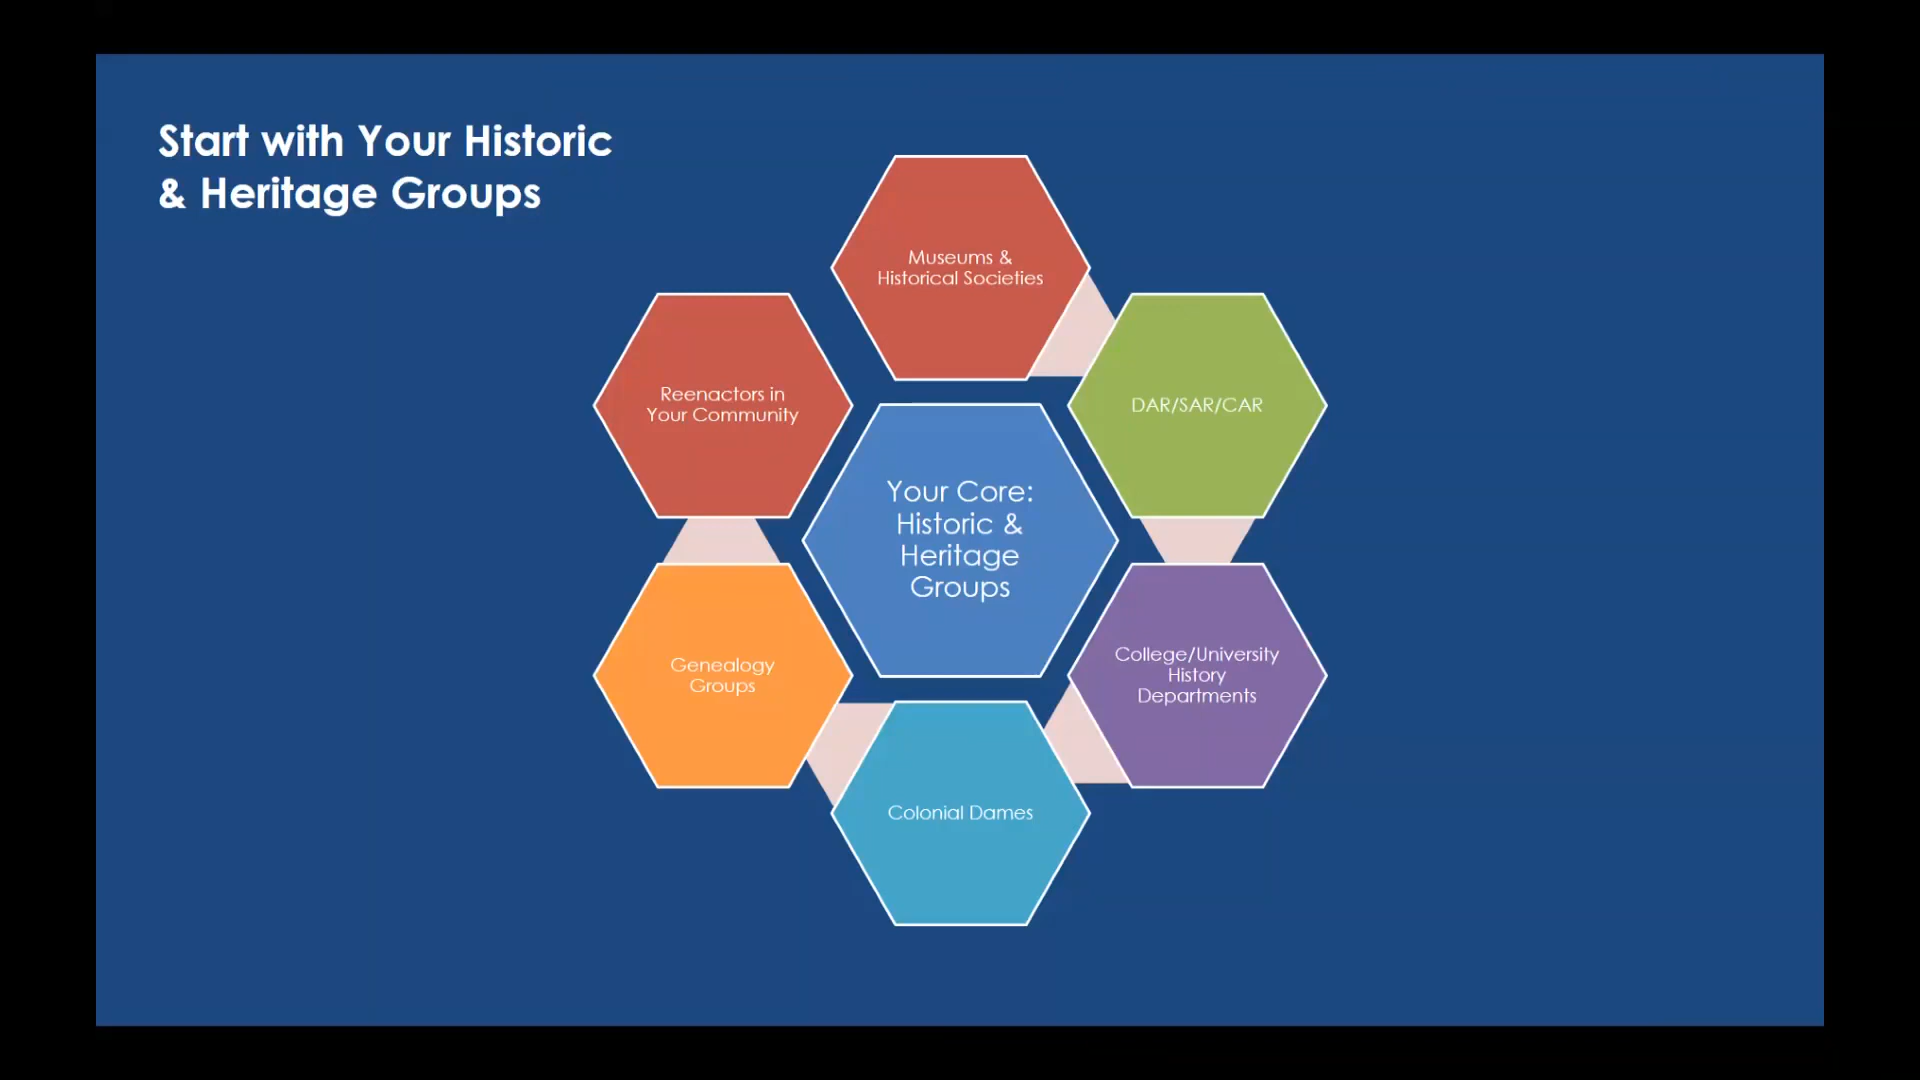 Start with Your Historic
& Heritage Groups
Museums &
Historical Societies
DAR/SAR/CAR
College/University
History
Departments
Colonial Dames
Genealogy
Groups
Reenactors in
Your Community
Your Core:
Historic &
Heritage
Groups